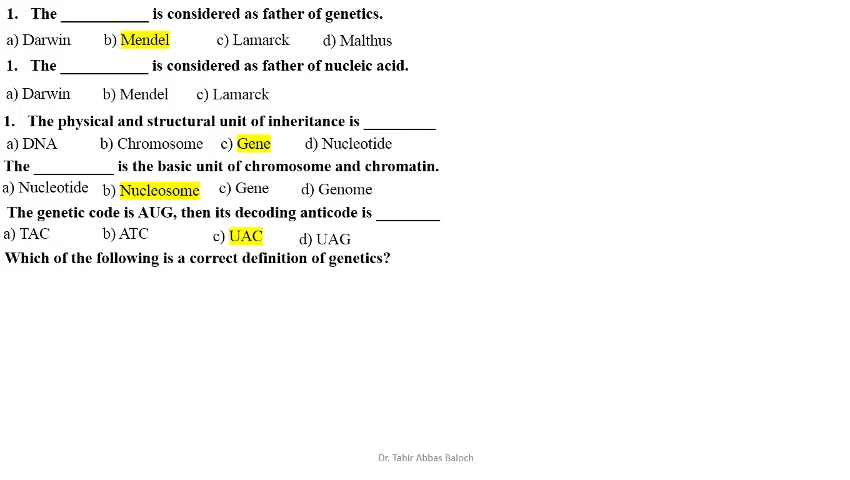 1. The ___________ is considered as father of genetics.
a) Darwin b) Mendel c) Lamarck d) Malthus
1. The ___________ is considered as father of nucleic acid.
a) Darwin b) Mendel c) Lamarck
1. The physical and structural unit of inheritance is _________
a) DNA b) Chromosome c) Gene d) Nucleotide
The __________ is the basic unit of chromosome and chromatin.
a) Nucleotide b) Nucleosome c) Gene d) Genome
The genetic code is AUG, then its decoding anticode is ________
a) TAC b) ATC c) UAC d) UAG
Which of the following is a correct definition of genetics?
Dr. Tahir Abbas Baloch